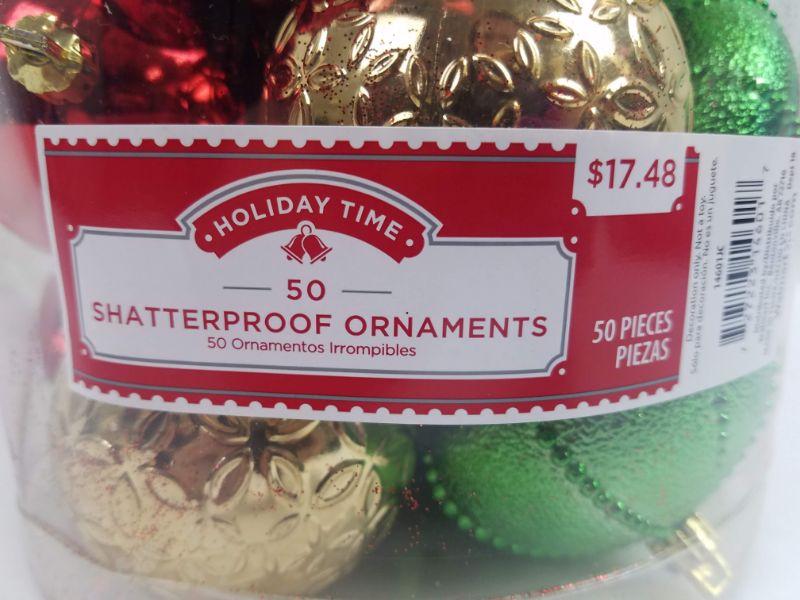 HOLIDAY TIME
50
SHATTERPROOF ORNAMENTS
50 Ornamentos Irrompibles
$17.48
50 PIECES
PIEZAS
Decoration only. Not a toy.
Sólo para decoración. No es un juguete.
14601JC